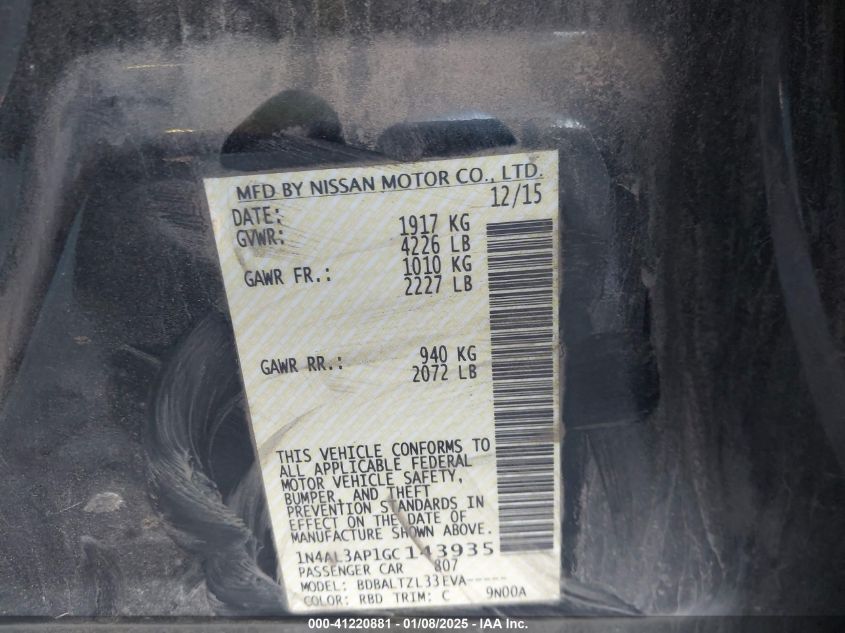 MFD BY NISSAN MOTOR CO., LTD.
DATE: 12/15
GVWR: 1917 KG
4226 LB
GAWR FR.: 1010 KG
2227 LB
GAWR RR.: 940 KG
2072 LB
THIS VEHICLE CONFORMS TO
ALL APPLICABLE FEDERAL
MOTOR VEHICLE SAFETY,
BUMPER, AND THEFT
PREVENTION STANDARDS IN
EFFECT ON THE DATE OF
MANUFACTURE SHOWN ABOVE.
1N4AL3AP1GC143935
PASSENGER CAR 807
MODEL: BDBALTZL33EVA-----
COLOR: RBD TRIM: C 9N00A
000-41220881 - 01/08/2025 - IAA Inc.